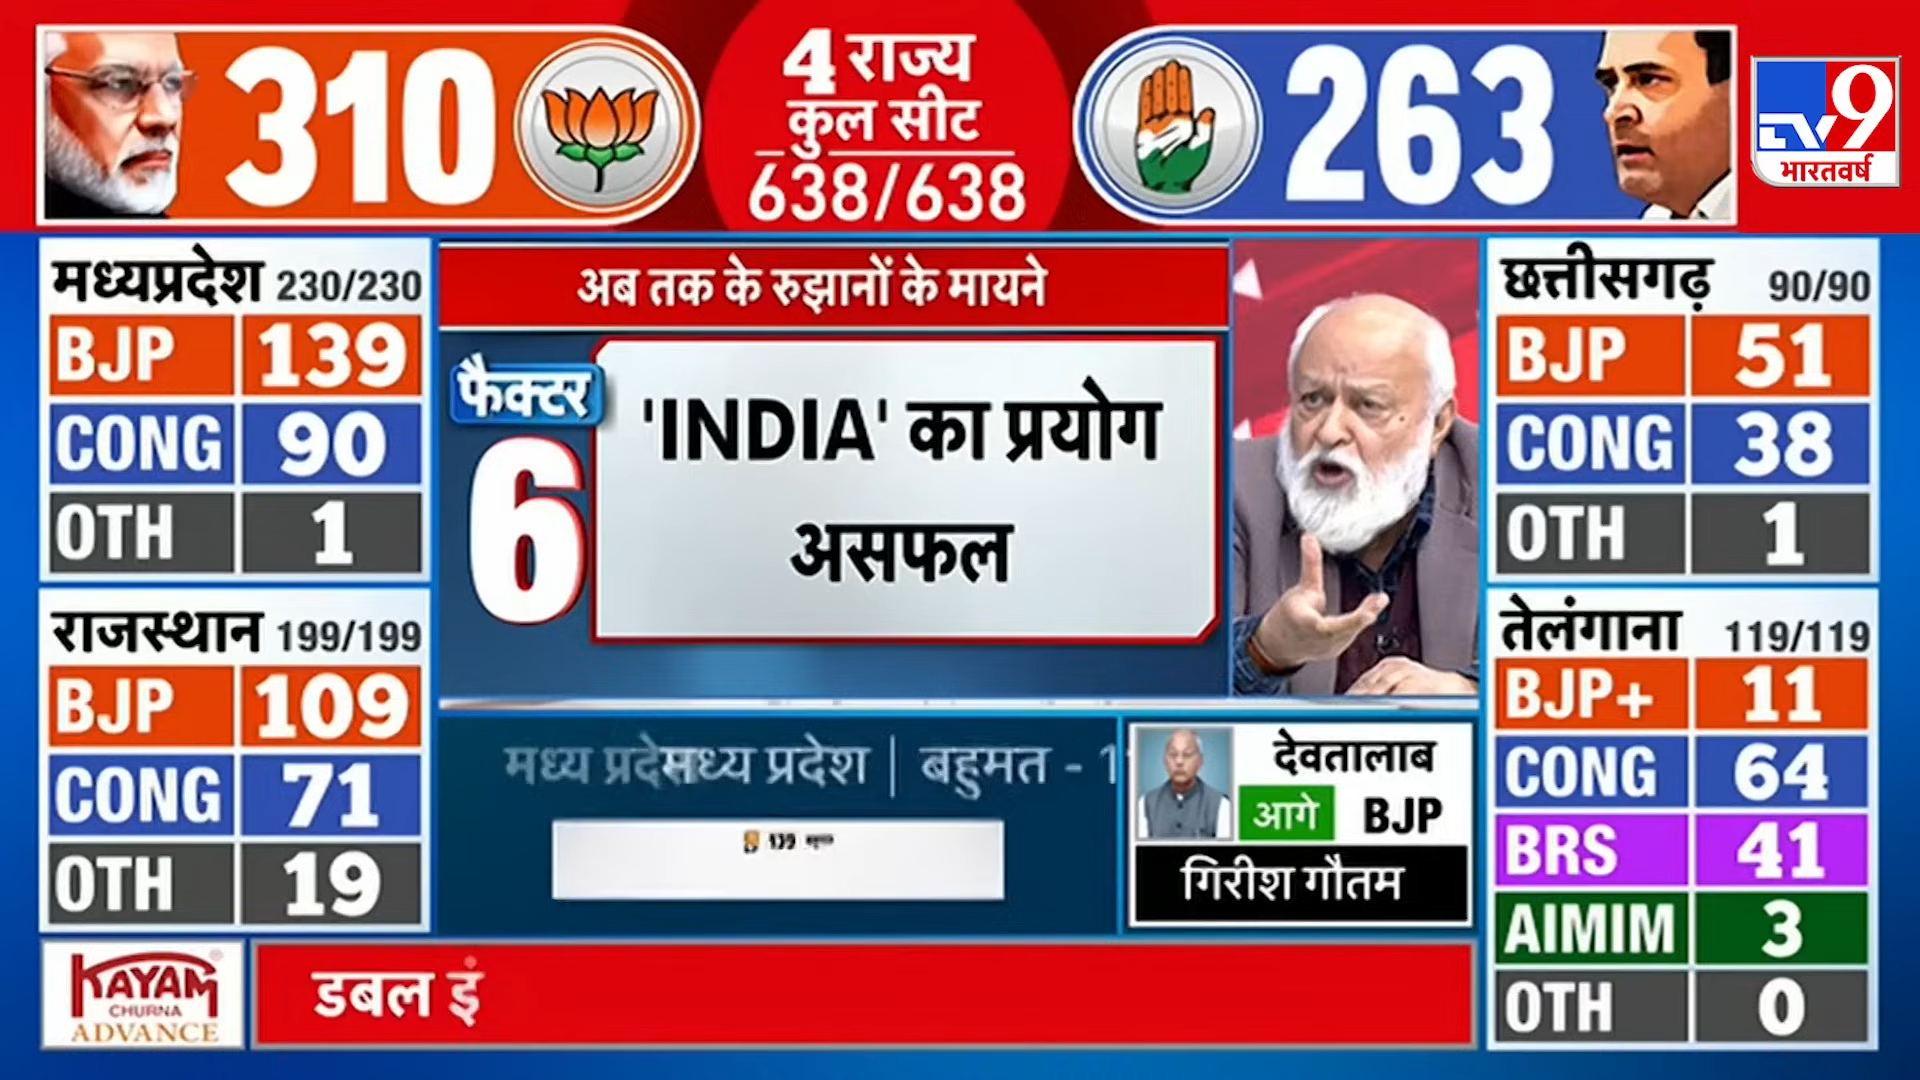 310
4 राज्य
कुल सीट
638/638
263
TV9
भारतवर्ष
मध्यप्रदेश 230/230
BJP 139
CONG 90
OTH 1
राजस्थान 199/199
BJP 109
CONG 71
OTH 19
अब तक के रुझानों के मायने
फैक्टर
6
'INDIA' का प्रयोग
असफल
मध्य प्रदेश | बहुमत -
139
देवतालाब
आगे BJP
गिरीश गौतम
छत्तीसगढ़ 90/90
BJP 51
CONG 38
OTH 1
तेलंगाना 119/119
BJP+ 11
CONG 64
BRS 41
AIMIM 3
OTH 0
KAYAM
CHURNA
ADVANCE
डबल इं